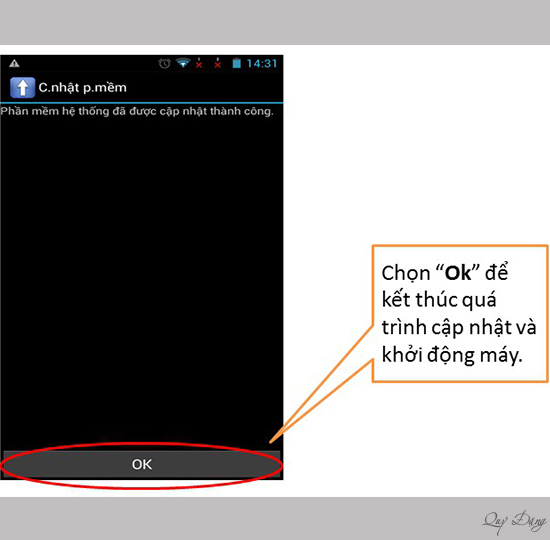 14:31
C.nhật p.mềm
Phần mềm hệ thống đã được cập nhật thành công.
Chọn “Ok” để
kết thúc quá
trình cập nhật và
khởi động máy.
OK
Quý Dặng